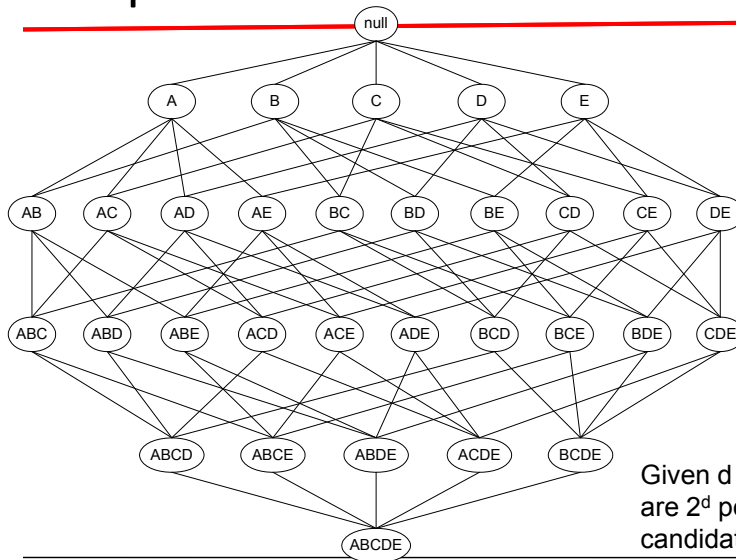 null
A B C D E
AB AC AD AE BC BD BE CD CE DE
ABC ABD ABE ACD ACE ADE BCD BCE BDE CDE
ABCD ABCE ABDE ACDE BCDE
Given d
are 2ᵈ
ABCDE